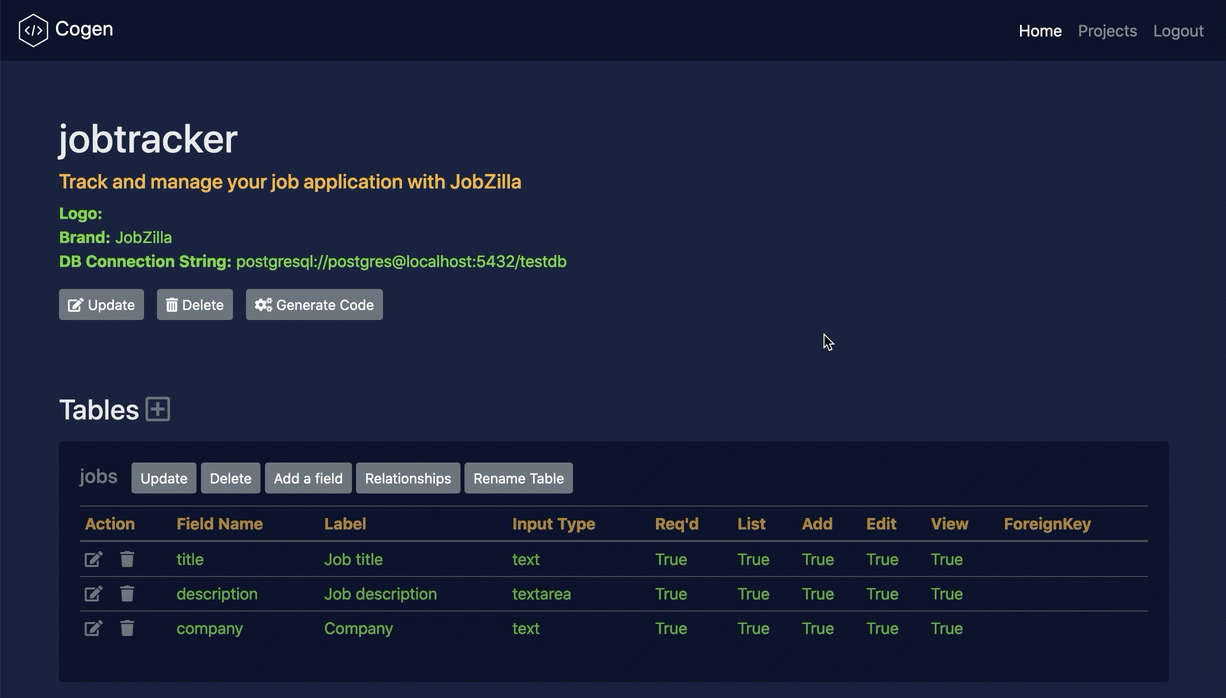 </> Cogen Home Projects Logout
jobtracker
Track and manage your job application with JobZilla
Logo:
Brand: JobZilla
DB Connection String: postgresql://postgres@localhost:5432/testdb
Update Delete Generate Code
Tables
jobs Update Delete Add a field Relationships Rename Table
Action Field Name Label Input Type Req'd List Add Edit View ForeignKey
title Job title text True True True True True
description Job description textarea True True True True True
company Company text True True True True True